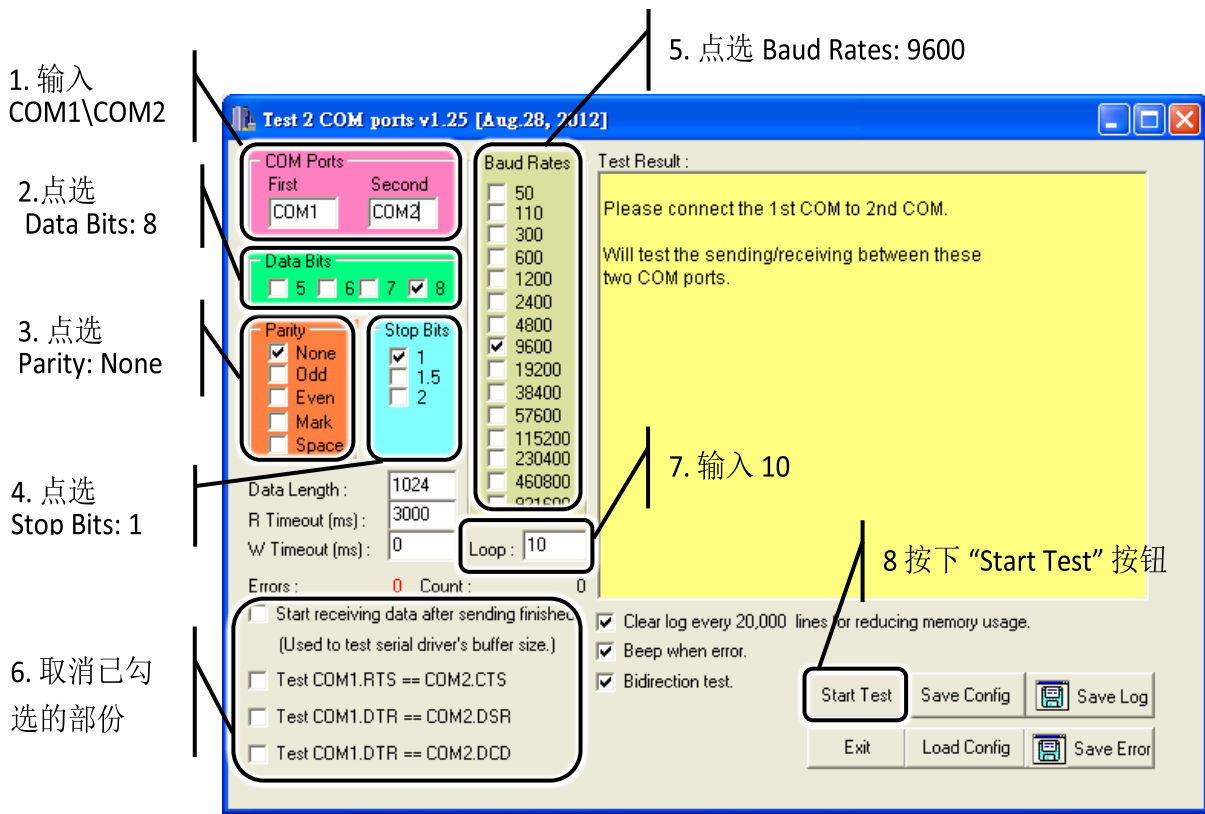 5. 点选 Baud Rates: 9600
1. 输入
COM1\COM2
2.点选
Data Bits: 8
3. 点选
Parity: None
4. 点选
Stop Bits: 1
6. 取消已勾
选的部份
Test 2 COM ports v1.25 [Aug.28, 2012]
COM Ports
First Second
COM1 COM2
Data Bits
5 6 7 8
Parity
None
Odd
Even
Mark
Space
Stop Bits
1
1.5
2
Baud Rates
50
110
300
600
1200
2400
4800
9600
19200
38400
57600
115200
230400
460800
921600
Data Length : 1024
R Timeout (ms) : 3000
W Timeout (ms) : 0
Loop : 10
Errors : 0 Count : 0
Start receiving data after sending finished
(Used to test serial driver's buffer size.)
Test COM1.RTS == COM2.CTS
Test COM1.DTR == COM2.DSR
Test COM1.DTR == COM2.DCD
Test Result :
Please connect the 1st COM to 2nd COM.
Will test the sending/receiving between these
two COM ports.
7. 输入 10
8 按下 “Start Test” 按钮
Clear log every 20,000 lines for reducing memory usage.
Beep when error.
Bidirection test.
Start Test Save Config Save Log
Exit Load Config Save Error